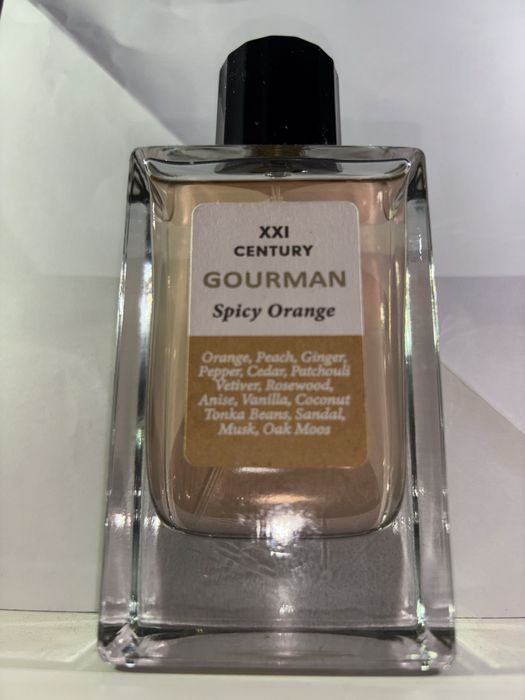 XXI
CENTURY
GOURMAN
Spicy Orange
Orange, Peach, Ginger,
Pepper, Cedar, Patchouli
Vetiver, Rosewood,
Anise, Vanilla, Coconut
Tonka Beans, Sandal,
Musk, Oak Moos